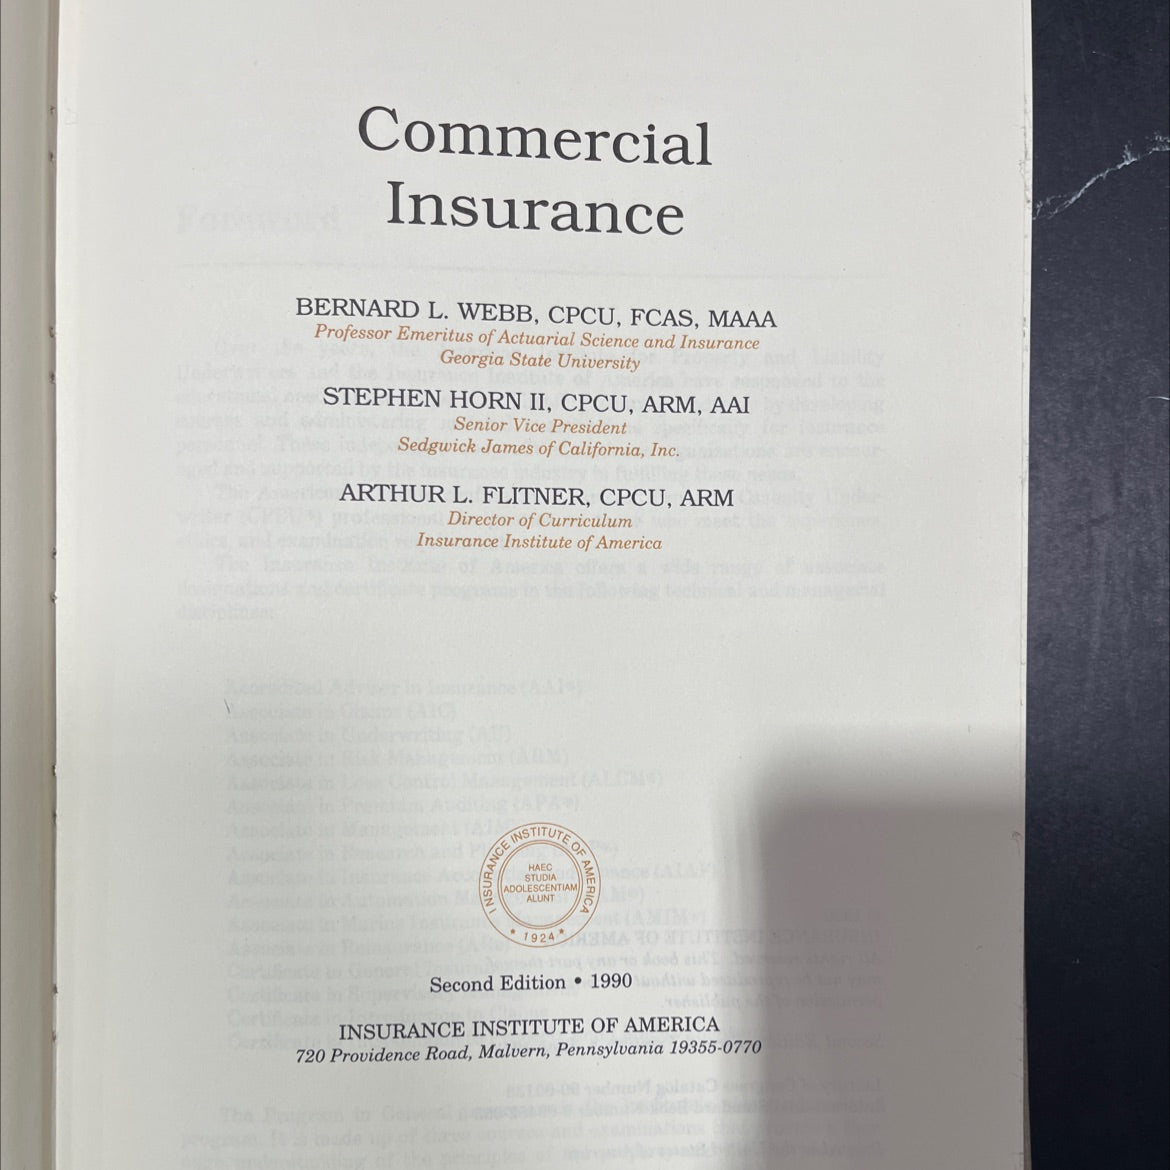 Commercial
Insurance
Foreword
BERNARD L. WEBB, CPCU, FCAS, MAAA
Professor Emeritus of Actuarial Science and Insurance
Georgia State University
STEPHEN HORN II, CPCU, ARM, AAI
Senior Vice President
Sedgwick James of California, Inc.
ARTHUR L. FLITNER, CPCU, ARM
Director of Curriculum
Insurance Institute of America
INSURANCE INSTITUTE OF AMERICA
HAEC
STUDIA
ADOLESCENTIAM
ALUNT
* 1924 *
Second Edition • 1990
INSURANCE INSTITUTE OF AMERICA
720 Providence Road, Malvern, Pennsylvania 19355-0770